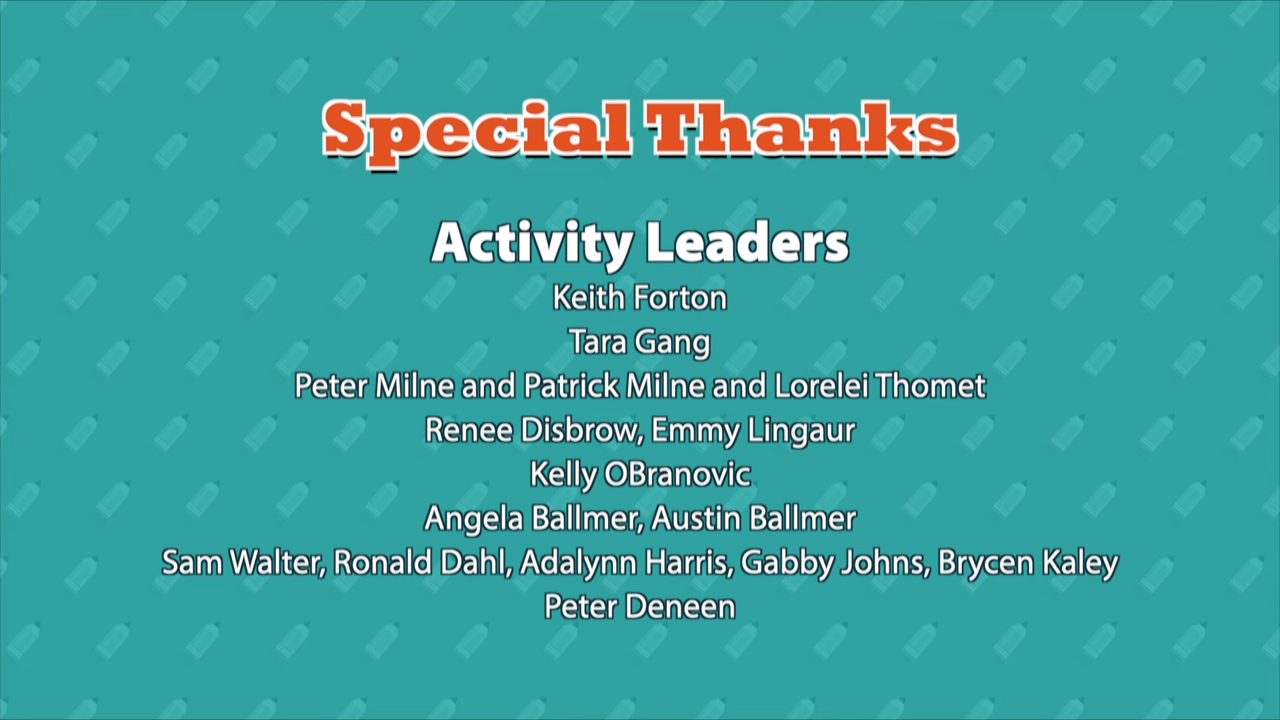 Special Thanks
Activity Leaders
Keith Forton
Tara Gang
Peter Milne and Patrick Milne and Lorelei Thomet
Renee Disbrow, Emmy Lingaur
Kelly OBranovic
Angela Ballmer, Austin Ballmer
Sam Walter, Ronald Dahl, Adalynn Harris, Gabby Johns, Brycen Kaley
Peter Deneen